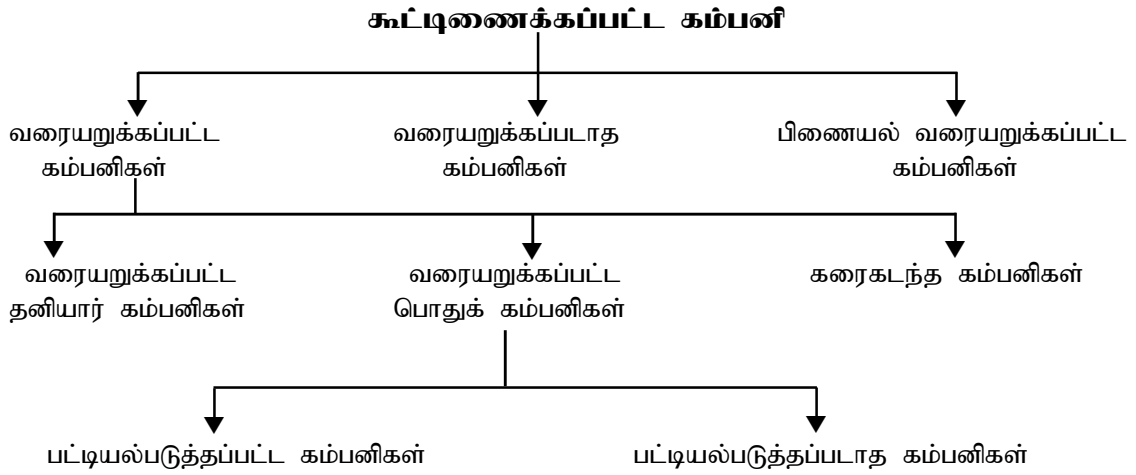 கூட்டிணைக்கப்பட்ட கம்பனி
வரையறுக்கப்பட்ட
கம்பனிகள்
வரையறுக்கப்படாத
கம்பனிகள்
பிணையல் வரையறுக்கப்பட்ட
கம்பனிகள்
வரையறுக்கப்பட்ட
தனியார் கம்பனிகள்
வரையறுக்கப்பட்ட
பொதுக் கம்பனிகள்
கரைகடந்த கம்பனிகள்
பட்டியல்படுத்தப்பட்ட கம்பனிகள்
பட்டியல்படுத்தப்படாத கம்பனிகள்